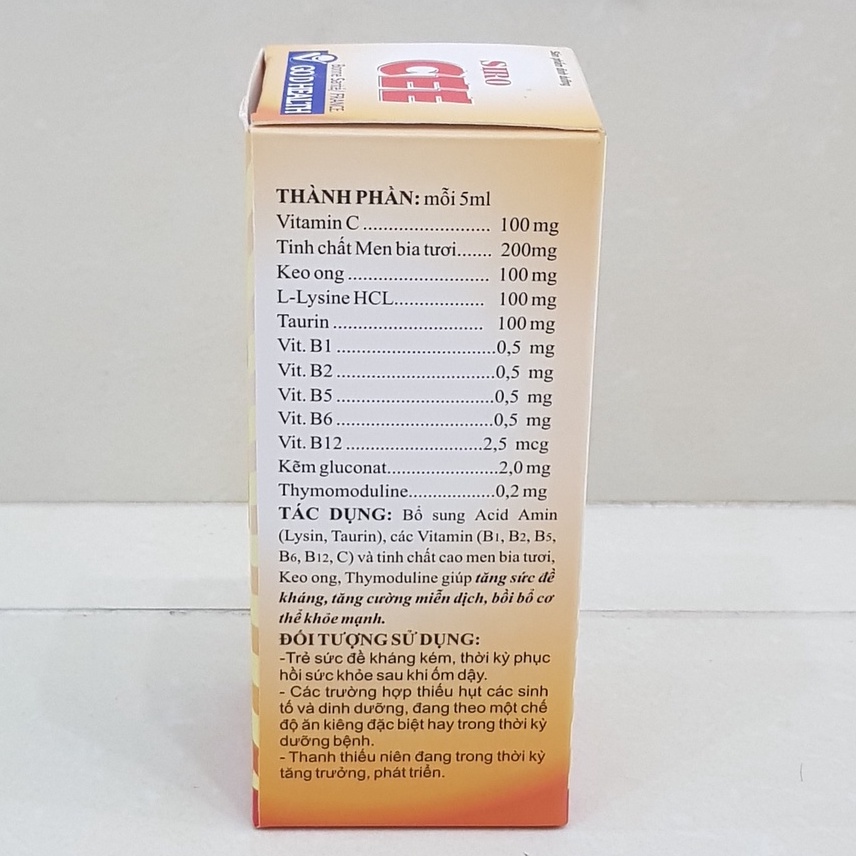 Sản phẩm dinh dưỡng
SIRÔ
CEE
Bonne Santé/ FRANCE
GOOD HEALTH
THÀNH PHẦN: mỗi 5ml
Vitamin C ........................... 100 mg
Tinh chất Men bia tươi....... 200mg
Keo ong .............................. 100 mg
L-Lysine HCL................... 100 mg
Taurin ................................ 100 mg
Vit. B1 .................................0,5 mg
Vit. B2 .................................0,5 mg
Vit. B5 .................................0,5 mg
Vit. B6 .................................0,5 mg
Vit. B12 .............................2,5 mcg
Kẽm gluconat.......................2,0 mg
Thymomoduline..................0,2 mg
TÁC DỤNG: Bổ sung Acid Amin
(Lysin, Taurin), các Vitamin (B1, B2, B5,
B6, B12, C) và tinh chất cao men bia tươi,
Keo ong, Thymoduline giúp tăng sức đề
kháng, tăng cường miễn dịch, bồi bổ cơ
thể khỏe mạnh.
ĐỐI TƯỢNG SỬ DỤNG:
-Trẻ sức đề kháng kém, thời kỳ phục
hồi sức khỏe sau khi ốm dậy.
- Các trường hợp thiếu hụt các sinh
tố và dinh dưỡng, đang theo một chế
độ ăn kiêng đặc biệt hay trong thời kỳ
dưỡng bệnh.
- Thanh thiếu niên đang trong thời kỳ
tăng trưởng, phát triển.